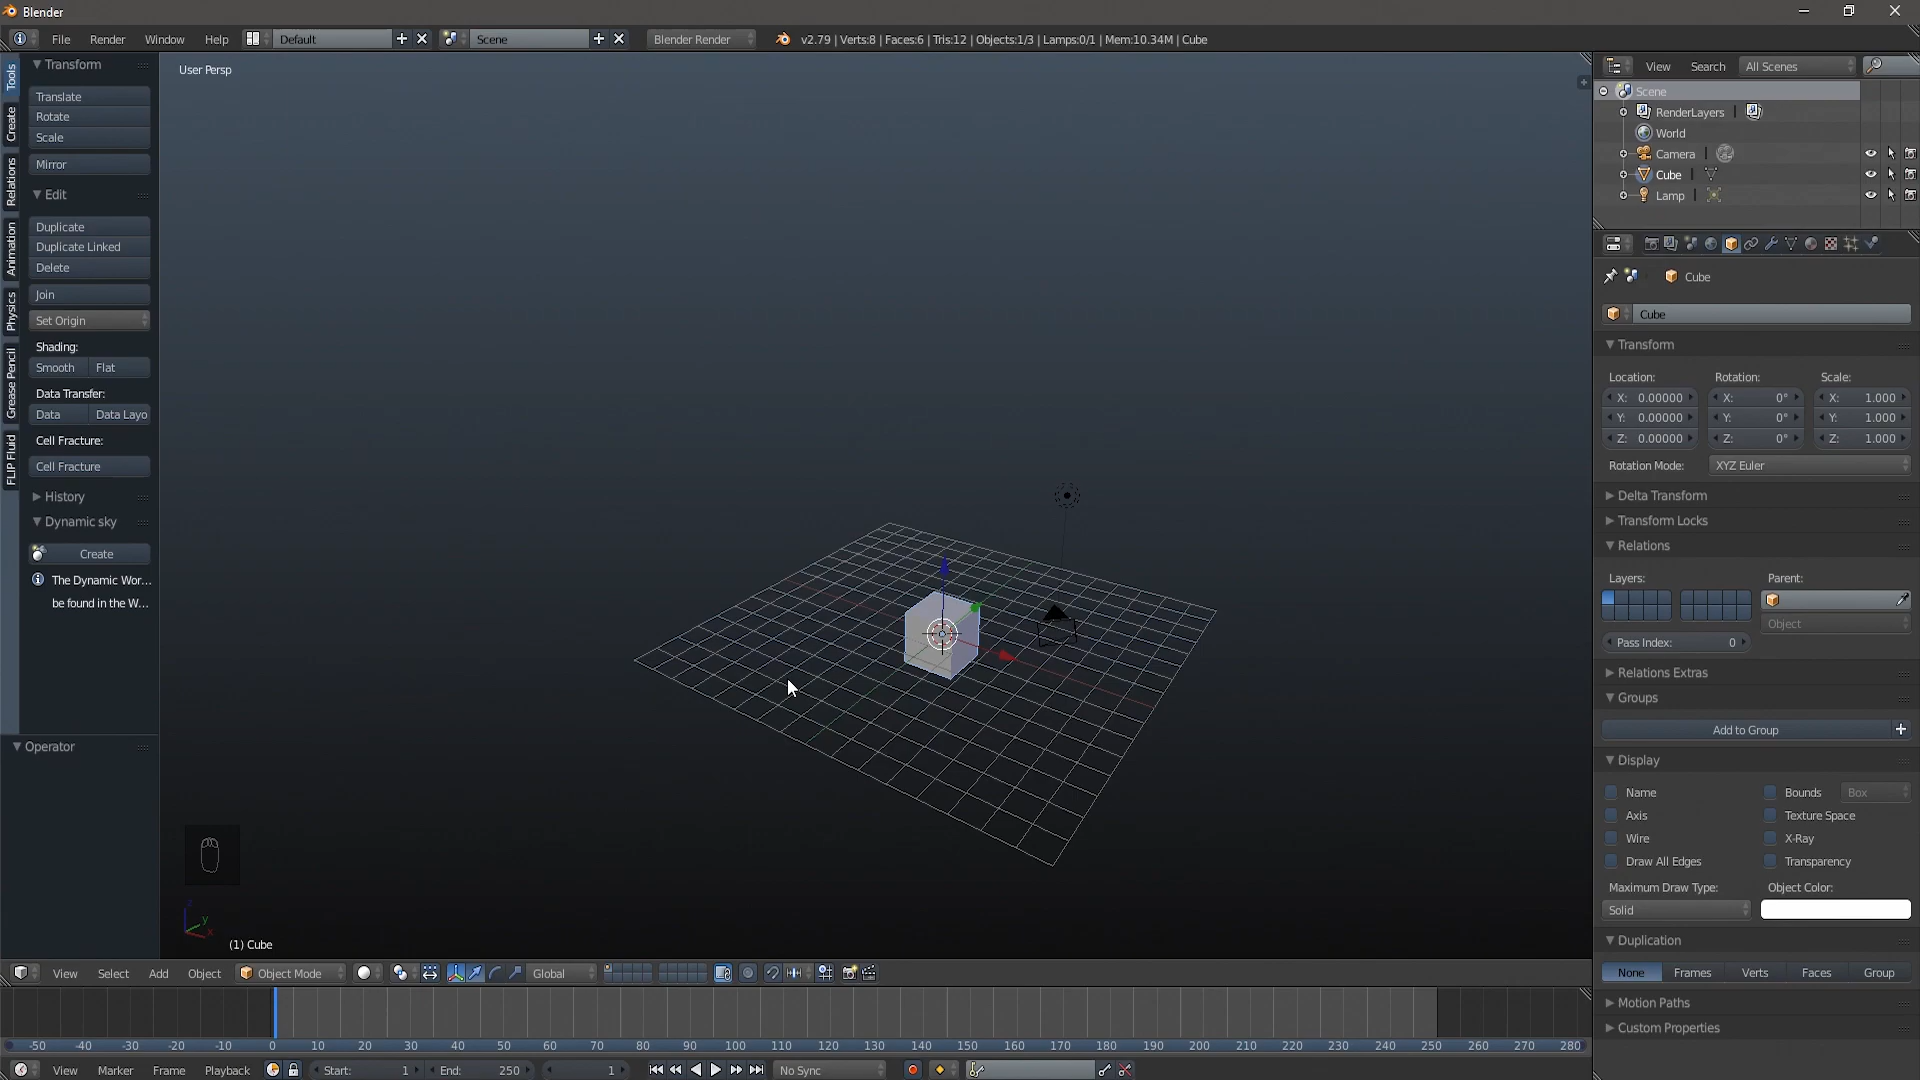 Blender
File Render Window Help Default Scene Blender Render v2.79 | Verts:8 | Faces:6 | Tris:12 | Objects:1/3 | Lamps:0/1 | Mem:10.34M | Cube
Tools
Create
Relations
Animation
Physics
Grease Pencil
FLIP Fluid
Transform
Translate
Rotate
Scale
Mirror
Edit
Duplicate
Duplicate Linked
Delete
Join
Set Origin
Shading:
Smooth Flat
Data Transfer:
Data Data Layo
Cell Fracture:
Cell Fracture
History
Dynamic sky
Create
The Dynamic Wor...
be found in the W...
Operator
User Persp
z
y
x
(1) Cube
View Select Add Object Object Mode Global
-50 -40 -30 -20 -10 0 10 20 30 40 50 60 70 80 90 100 110 120 130 140 150 160 170 180 190 200 210 220 230 240 250 260 270 280
View Marker Frame Playback Start: 1 End: 250 1 No Sync
View Search All Scenes
Scene
RenderLayers |
World
Camera |
Cube |
Lamp |
Cube
Cube
Transform
Location: Rotation: Scale:
X: 0.00000 X: 0° X: 1.000
Y: 0.00000 Y: 0° Y: 1.000
Z: 0.00000 Z: 0° Z: 1.000
Rotation Mode: XYZ Euler
Delta Transform
Transform Locks
Relations
Layers: Parent:
Object
Pass Index: 0
Relations Extras
Groups
Add to Group
Display
Name Bounds Box
Axis Texture Space
Wire X-Ray
Draw All Edges Transparency
Maximum Draw Type: Object Color:
Solid
Duplication
None Frames Verts Faces Group
Motion Paths
Custom Properties